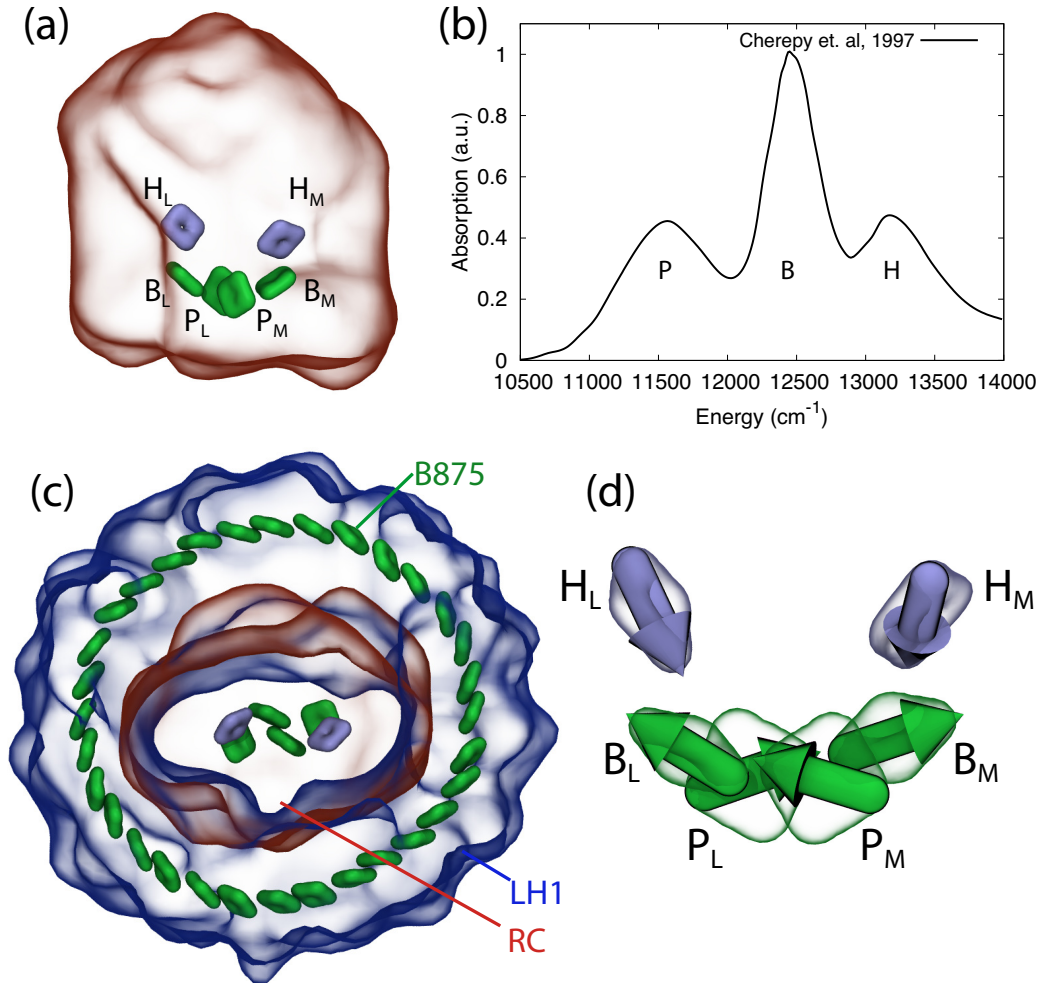 (a)
H_L
H_M
B_L
B_M
P_L
P_M
(b)
Cherepy et. al, 1997
Absorption (a.u.)
1
0.8
0.6
0.4
0.2
0
P
B
H
10500 11000 11500 12000 12500 13000 13500 14000
Energy (cm^-1)
(c)
B875
LH1
RC
(d)
H_L
H_M
B_L
B_M
P_L
P_M